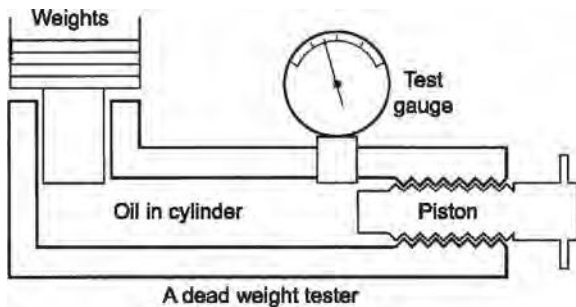 Weights
Test
gauge
Oil in cylinder
Piston
A dead weight tester